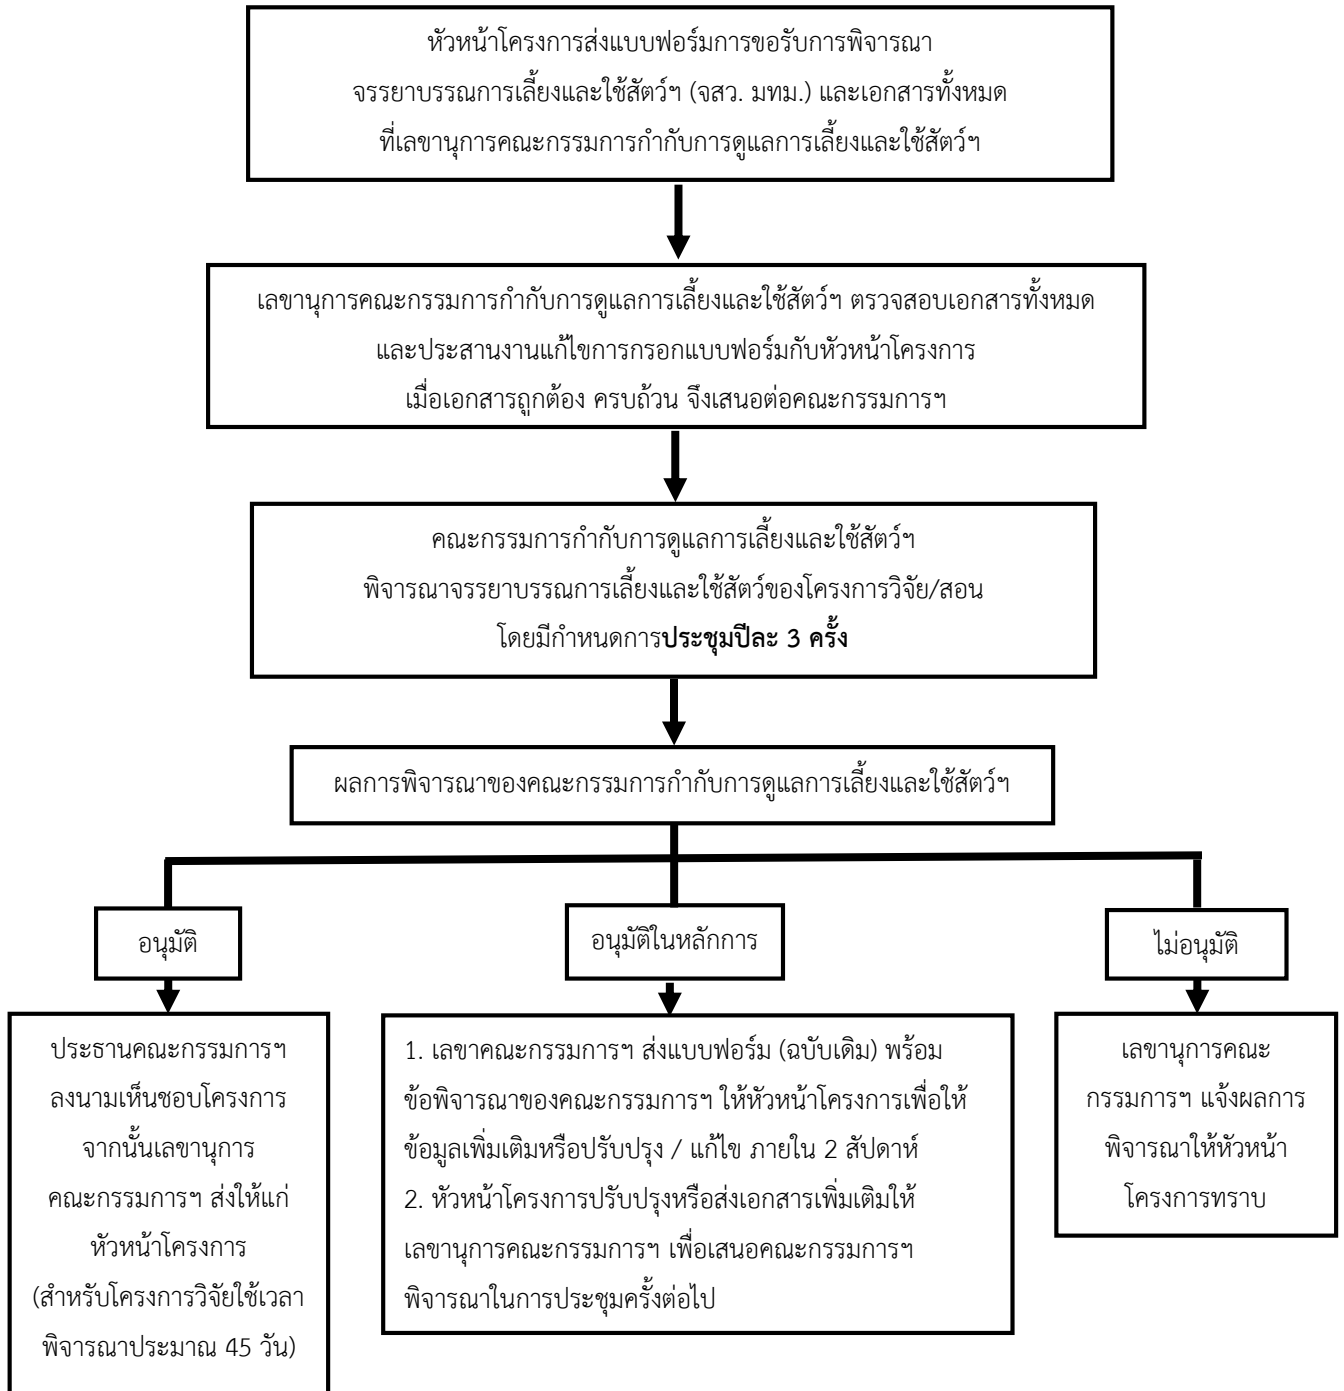 หัวหน้าโครงการส่งแบบฟอร์มการขอรับการพิจารณา
จรรยาบรรณการเลี้ยงและใช้สัตว์ฯ (จสว. มทม.) และเอกสารทั้งหมด
ที่เลขานุการคณะกรรมการกำกับการดูแลการเลี้ยงและใช้สัตว์ฯ
เลขานุการคณะกรรมการกำกับการดูแลการเลี้ยงและใช้สัตว์ฯ ตรวจสอบเอกสารทั้งหมด
และประสานงานแก้ไขการกรอกแบบฟอร์มกับหัวหน้าโครงการ
เมื่อเอกสารถูกต้อง ครบถ้วน จึงเสนอต่อคณะกรรมการฯ
คณะกรรมการกำกับการดูแลการเลี้ยงและใช้สัตว์ฯ
พิจารณาจรรยาบรรณการเลี้ยงและใช้สัตว์ของโครงการวิจัย/สอน
โดยมีกำหนดการประชุมปีละ 3 ครั้ง
ผลการพิจารณาของคณะกรรมการกำกับการดูแลการเลี้ยงและใช้สัตว์ฯ
อนุมัติ
ประธานคณะกรรมการฯ
ลงนามเห็นชอบโครงการ
จากนั้นเลขานุการ
คณะกรรมการฯ ส่งให้แก่
หัวหน้าโครงการ
(สำหรับโครงการวิจัยใช้เวลา
พิจารณาประมาณ 45 วัน)
อนุมัติในหลักการ
1. เลขาคณะกรรมการฯ ส่งแบบฟอร์ม (ฉบับเดิม) พร้อม
ข้อพิจารณาของคณะกรรมการฯ ให้หัวหน้าโครงการเพื่อให้
ข้อมูลเพิ่มเติมหรือปรับปรุง / แก้ไข ภายใน 2 สัปดาห์
2. หัวหน้าโครงการปรับปรุงหรือส่งเอกสารเพิ่มเติมให้
เลขานุการคณะกรรมการฯ เพื่อเสนอคณะกรรมการฯ
พิจารณาในการประชุมครั้งต่อไป
ไม่อนุมัติ
เลขานุการคณะ
กรรมการฯ แจ้งผลการ
พิจารณาให้หัวหน้า
โครงการทราบ